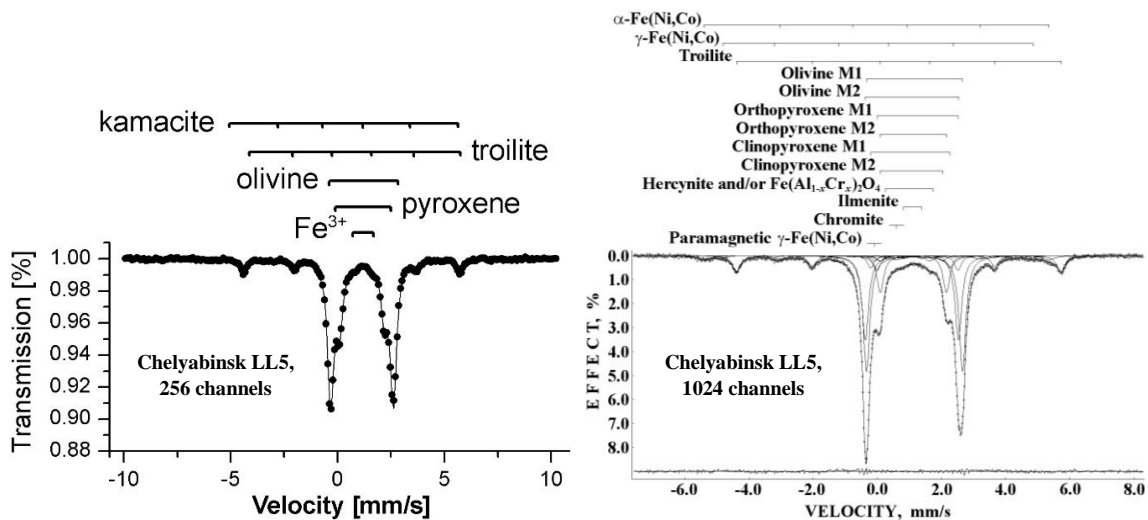 kamacite
troilite
olivine
pyroxene
Fe³⁺
Transmission [%]
1.00
0.98
0.96
0.94
0.92
0.90
0.88
Chelyabinsk LL5,
256 channels
-10 -5 0 5 10
Velocity [mm/s]
α-Fe(Ni,Co)
γ-Fe(Ni,Co)
Troilite
Olivine M1
Olivine M2
Orthopyroxene M1
Orthopyroxene M2
Clinopyroxene M1
Clinopyroxene M2
Hercynite and/or Fe(Al₁₋ₓCrₓ)₂O₄
Ilmenite
Chromite
Paramagnetic γ-Fe(Ni,Co)
EFFECT, %
0.0
1.0
2.0
3.0
4.0
5.0
6.0
7.0
8.0
Chelyabinsk LL5,
1024 channels
-6.0 -4.0 -2.0 0.0 2.0 4.0 6.0 8.0
VELOCITY, mm/s